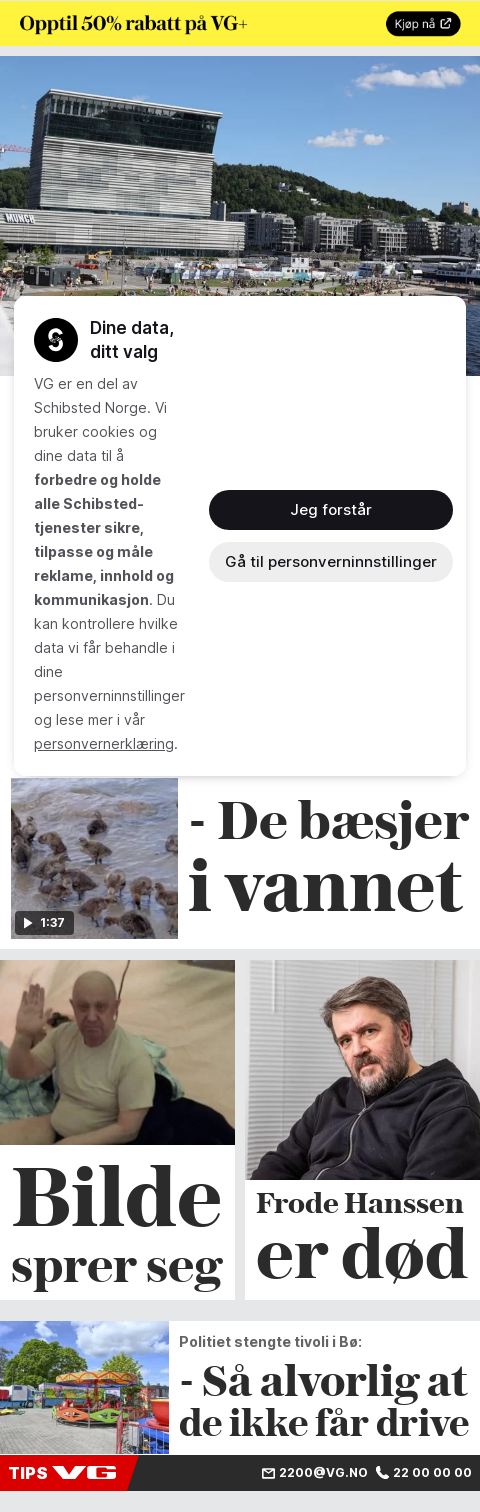 Opptil 50% rabatt på VG+
Kjøp nå
MUNCH
Dine data,
ditt valg
VG er en del av
Schibsted Norge. Vi
bruker cookies og
dine data til å
forbedre og holde
alle Schibsted-
tjenester sikre,
tilpasse og måle
reklame, innhold og
kommunikasjon. Du
kan kontrollere hvilke
data vi får behandle i
dine
personverninnstillinger
og lese mer i vår
personvernerklæring.
Jeg forstår
Gå til personverninnstillinger
1:37
- De bæsjer
i vannet
Bilde
sprer seg
Frode Hanssen
er død
Politiet stengte tivoli i Bø:
- Så alvorlig at
de ikke får drive
TIPS VG
2200@VG.NO
22 00 00 00